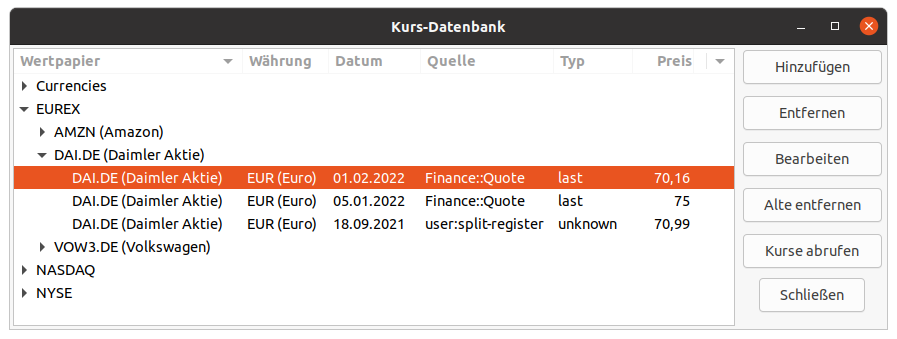 Kurs-Datenbank
Wertpapier Währung Datum Quelle Typ Preis
Currencies
EUREX
AMZN (Amazon)
DAI.DE (Daimler Aktie)
DAI.DE (Daimler Aktie) EUR (Euro) 01.02.2022 Finance::Quote last 70,16
DAI.DE (Daimler Aktie) EUR (Euro) 05.01.2022 Finance::Quote last 75
DAI.DE (Daimler Aktie) EUR (Euro) 18.09.2021 user:split-register unknown 70,99
VOW3.DE (Volkswagen)
NASDAQ
NYSE
Hinzufügen
Entfernen
Bearbeiten
Alte entfernen
Kurse abrufen
Schließen